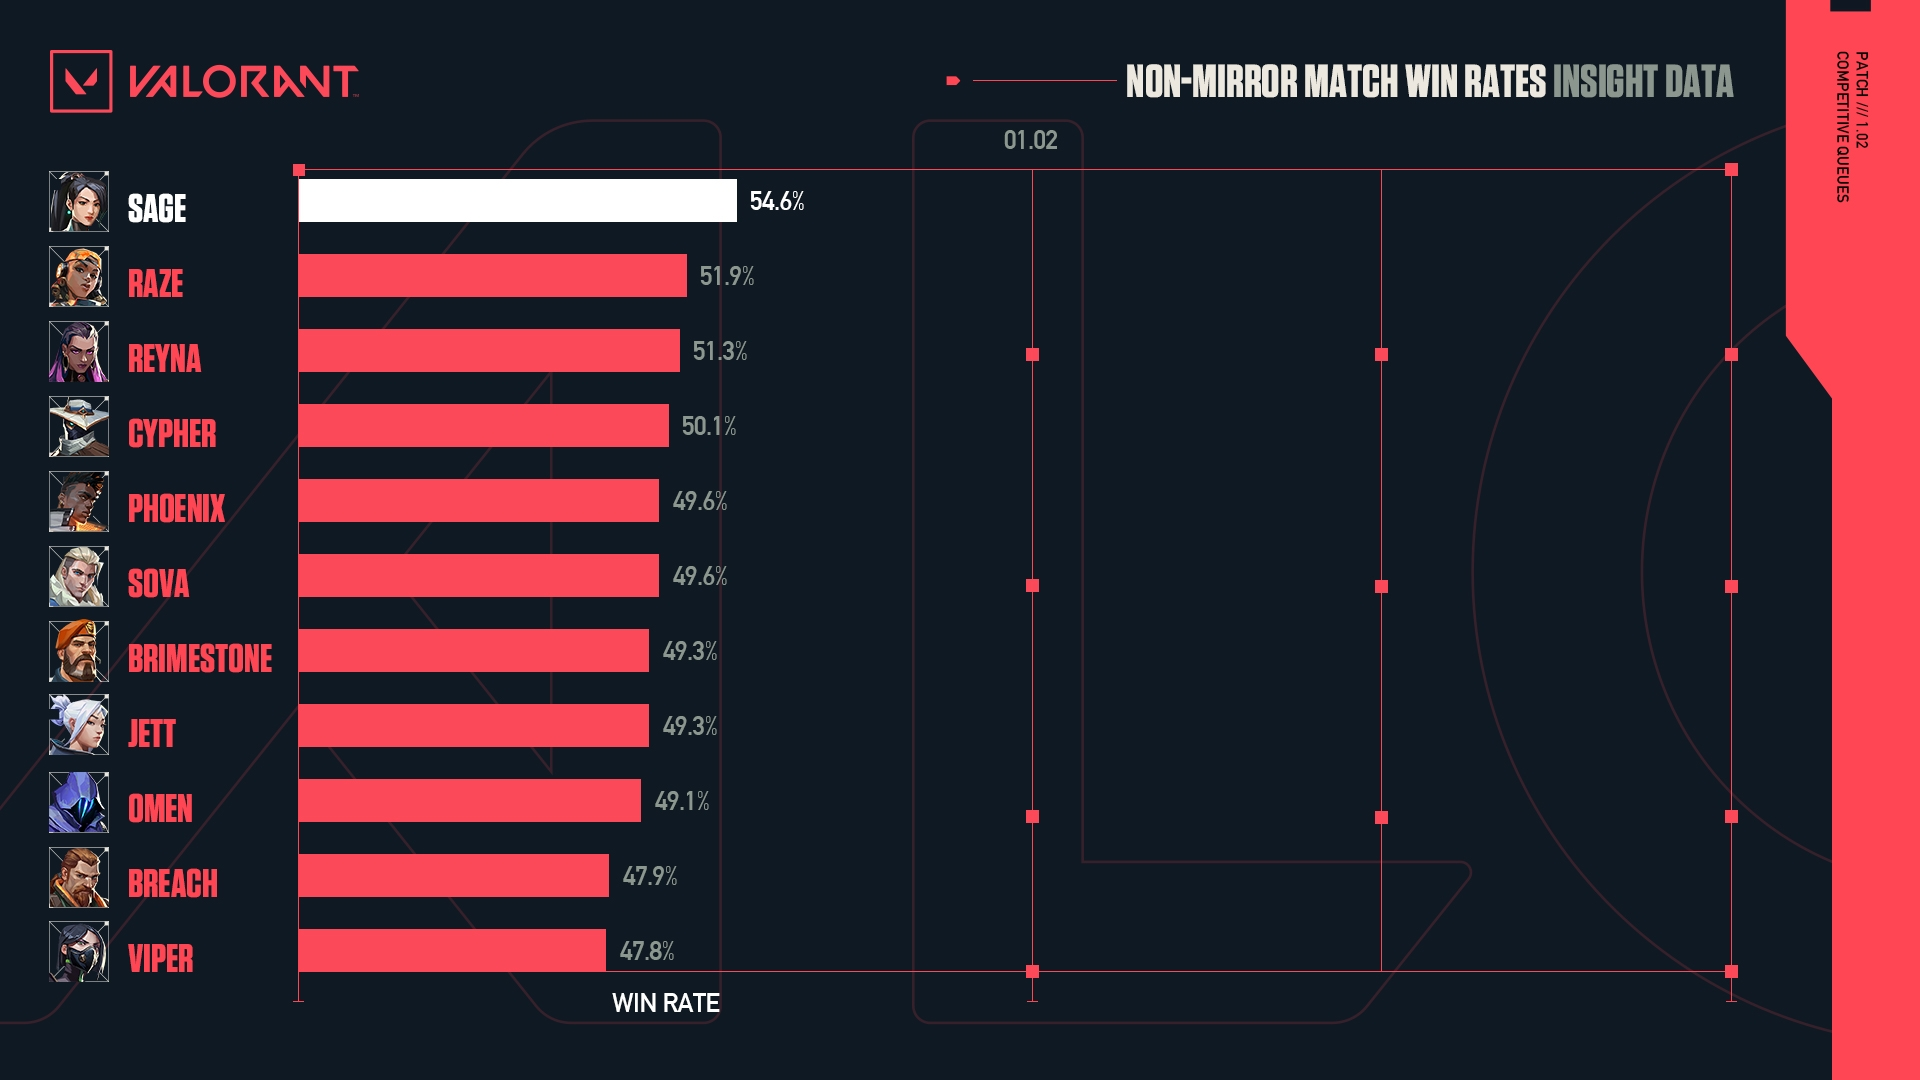 VALORANT
NON-MIRROR MATCH WIN RATES INSIGHT DATA
PATCH /// 1.02
COMPETITIVE QUEUES
01.02
SAGE 54.6%
RAZE 51.9%
REYNA 51.3%
CYPHER 50.1%
PHOENIX 49.6%
SOVA 49.6%
BRIMESTONE 49.3%
JETT 49.3%
OMEN 49.1%
BREACH 47.9%
VIPER 47.8%
WIN RATE